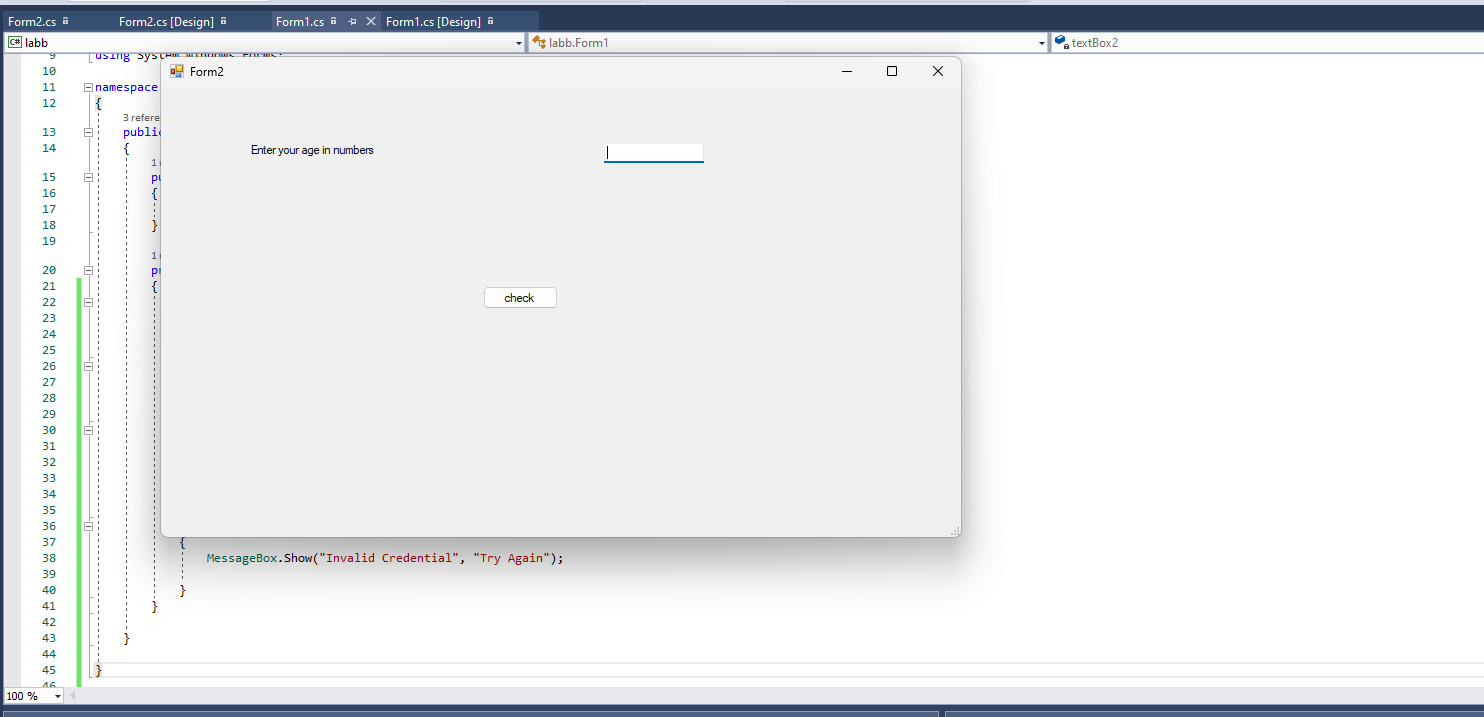 Form2.cs Form2.cs [Design] Form1.cs Form1.cs [Design]
C# labb labb.Form1 textBox2
9 using System.Windows.Forms;
Form2
10
11 namespace
12 {
3 refere
13 public
14 {
1
15 pu
16 {
17
18 }
19
1
20 pr
21 {
22
23
24
25
26
27
28
29
30
31
32
33
34
35
36
37 {
38 MessageBox.Show("Invalid Credential", "Try Again");
39
40 }
41 }
42
43 }
44
45 }
46
Enter your age in numbers
check
100 %